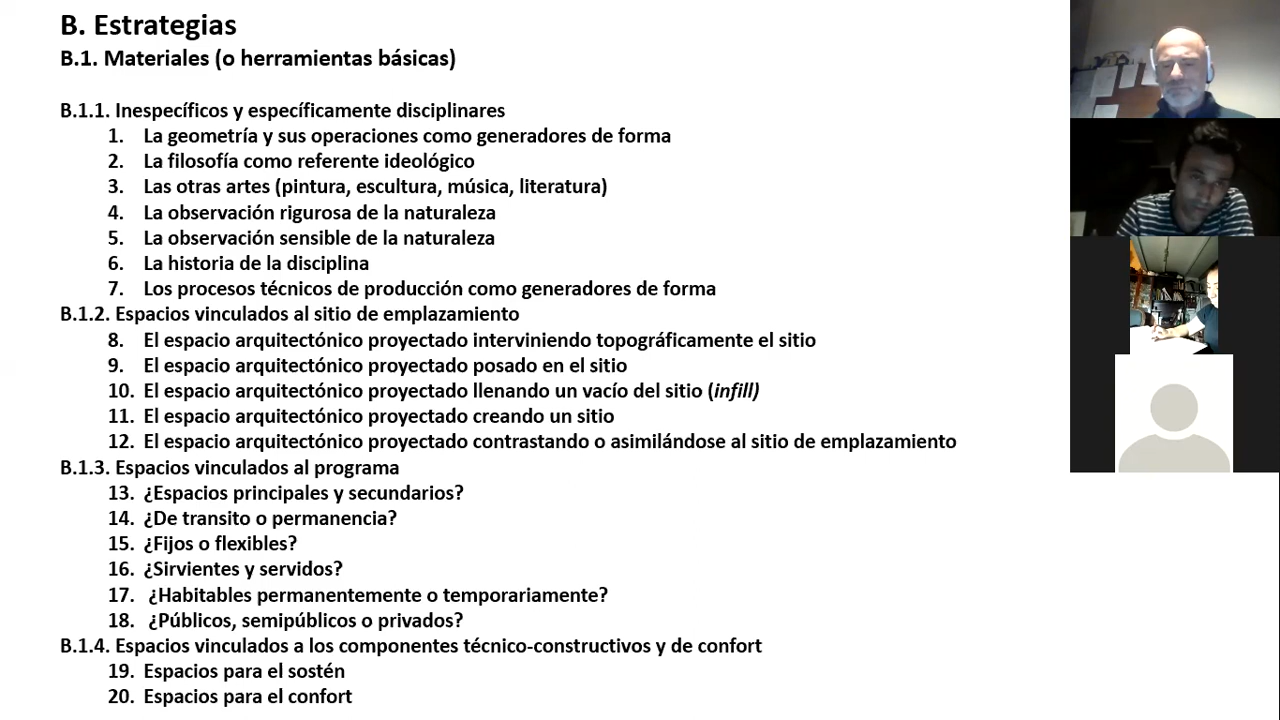 B. Estrategias
B.1. Materiales (o herramientas básicas)
B.1.1. Inespecíficos y específicamente disciplinares
1. La geometría y sus operaciones como generadores de forma
2. La filosofía como referente ideológico
3. Las otras artes (pintura, escultura, música, literatura)
4. La observación rigurosa de la naturaleza
5. La observación sensible de la naturaleza
6. La historia de la disciplina
7. Los procesos técnicos de producción como generadores de forma
B.1.2. Espacios vinculados al sitio de emplazamiento
8. El espacio arquitectónico proyectado interviniendo topográficamente el sitio
9. El espacio arquitectónico proyectado posado en el sitio
10. El espacio arquitectónico proyectado llenando un vacío del sitio (infill)
11. El espacio arquitectónico proyectado creando un sitio
12. El espacio arquitectónico proyectado contrastando o asimilándose al sitio de emplazamiento
B.1.3. Espacios vinculados al programa
13. ¿Espacios principales y secundarios?
14. ¿De transito o permanencia?
15. ¿Fijos o flexibles?
16. ¿Sirvientes y servidos?
17. ¿Habitables permanentemente o temporariamente?
18. ¿Públicos, semipúblicos o privados?
B.1.4. Espacios vinculados a los componentes técnico-constructivos y de confort
19. Espacios para el sostén
20. Espacios para el confort